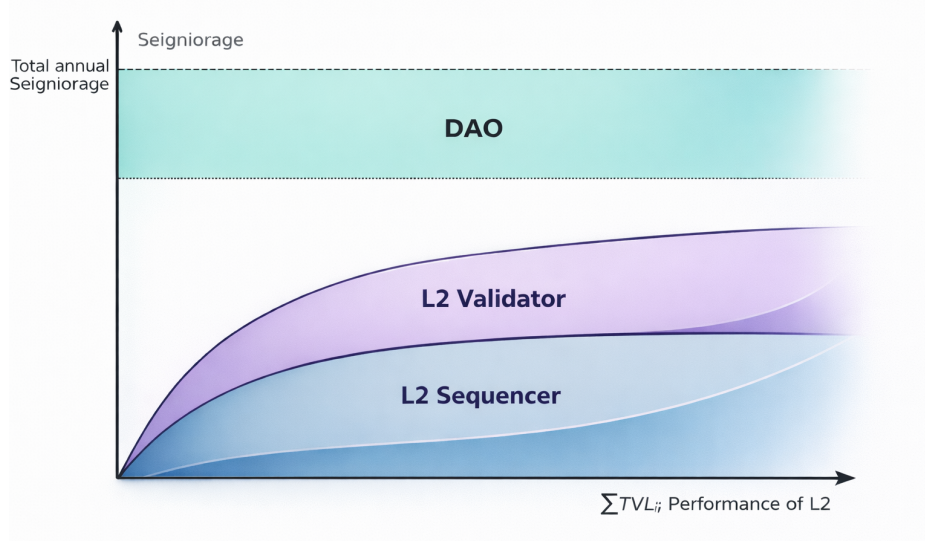 Seigniorage
Total annual
Seigniorage
DAO
L2 Validator
L2 Sequencer
∑TVLᵢ; Performance of L2